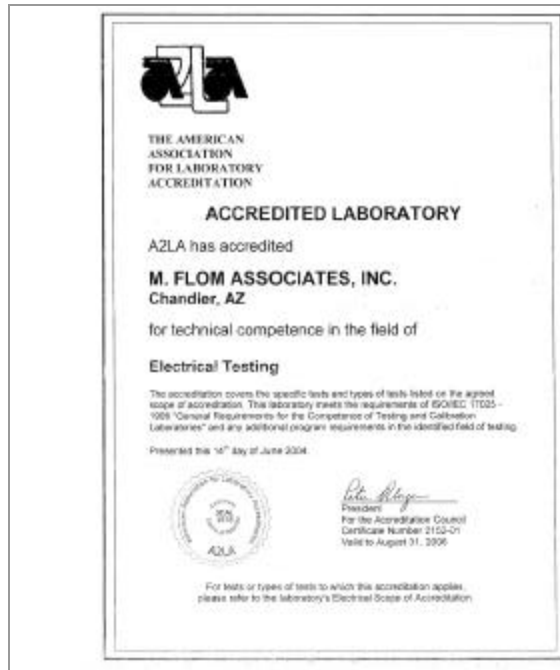 A2LA
THE AMERICAN
ASSOCIATION
FOR LABORATORY
ACCREDITATION
ACCREDITED LABORATORY
A2LA has accredited
M. FLOM ASSOCIATES, INC.
Chandler, AZ
for technical competence in the field of
Electrical Testing
The accreditation covers the specific tests and types of tests listed on the agreed
scope of accreditation. This laboratory meets the requirements of ISO/IEC 17025 -
1999 "General Requirements for the Competence of Testing and Calibration
Laboratories" and any additional program requirements in the identified field of testing.
Presented this 14th day of June 2004.
President
For the Accreditation Council
Certificate Number 2152-01
Valid to August 31, 2006
SEAL
A2LA
For tests or types of tests to which this accreditation applies,
please refer to the laboratory's Electrical Scope of Accreditation